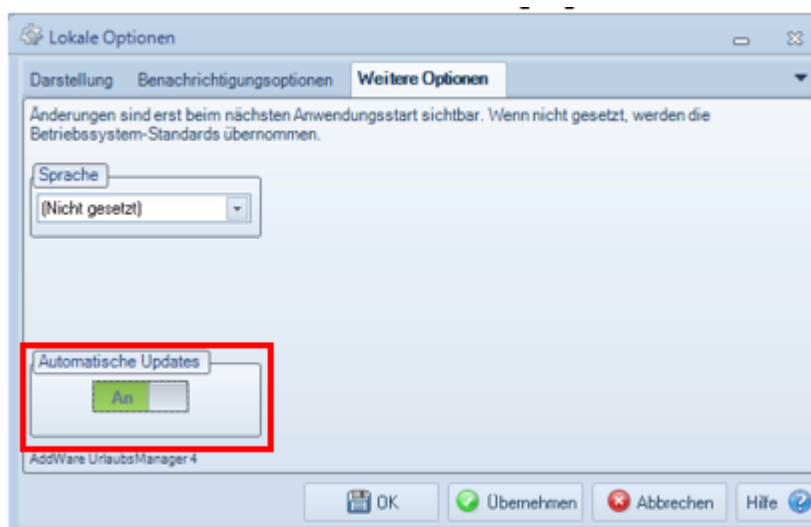 Lokale Optionen
Darstellung Benachrichtigungsoptionen Weitere Optionen
Änderungen sind erst beim nächsten Anwendungsstart sichtbar. Wenn nicht gesetzt, werden die
Betriebssystem-Standards übernommen.
Sprache
(Nicht gesetzt)
Automatische Updates
An
AddWare UrlaubsManager 4
OK Übernehmen Abbrechen Hilfe